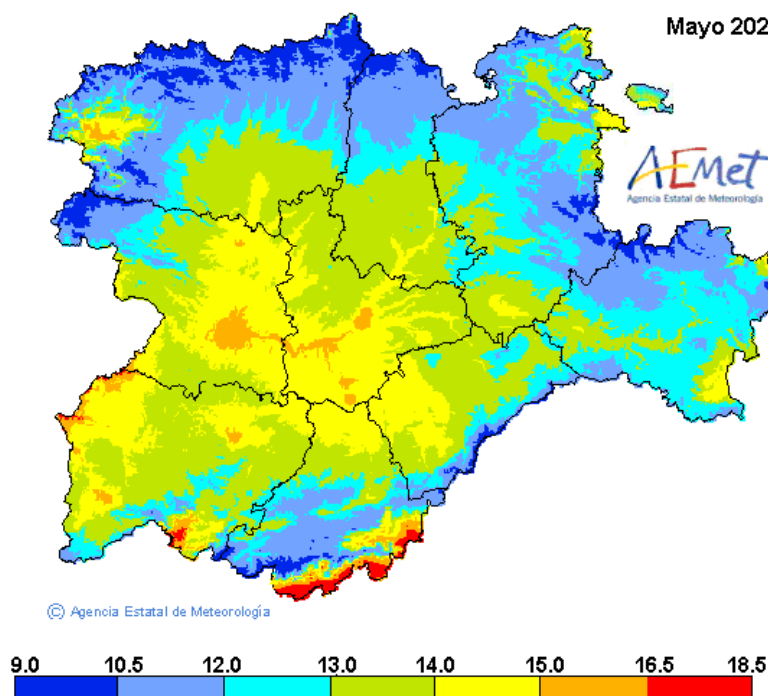 Mayo 202
AEMet
Agencia Estatal de Meteorología
© Agencia Estatal de Meteorología
9.0 10.5 12.0 13.0 14.0 15.0 16.5 18.5